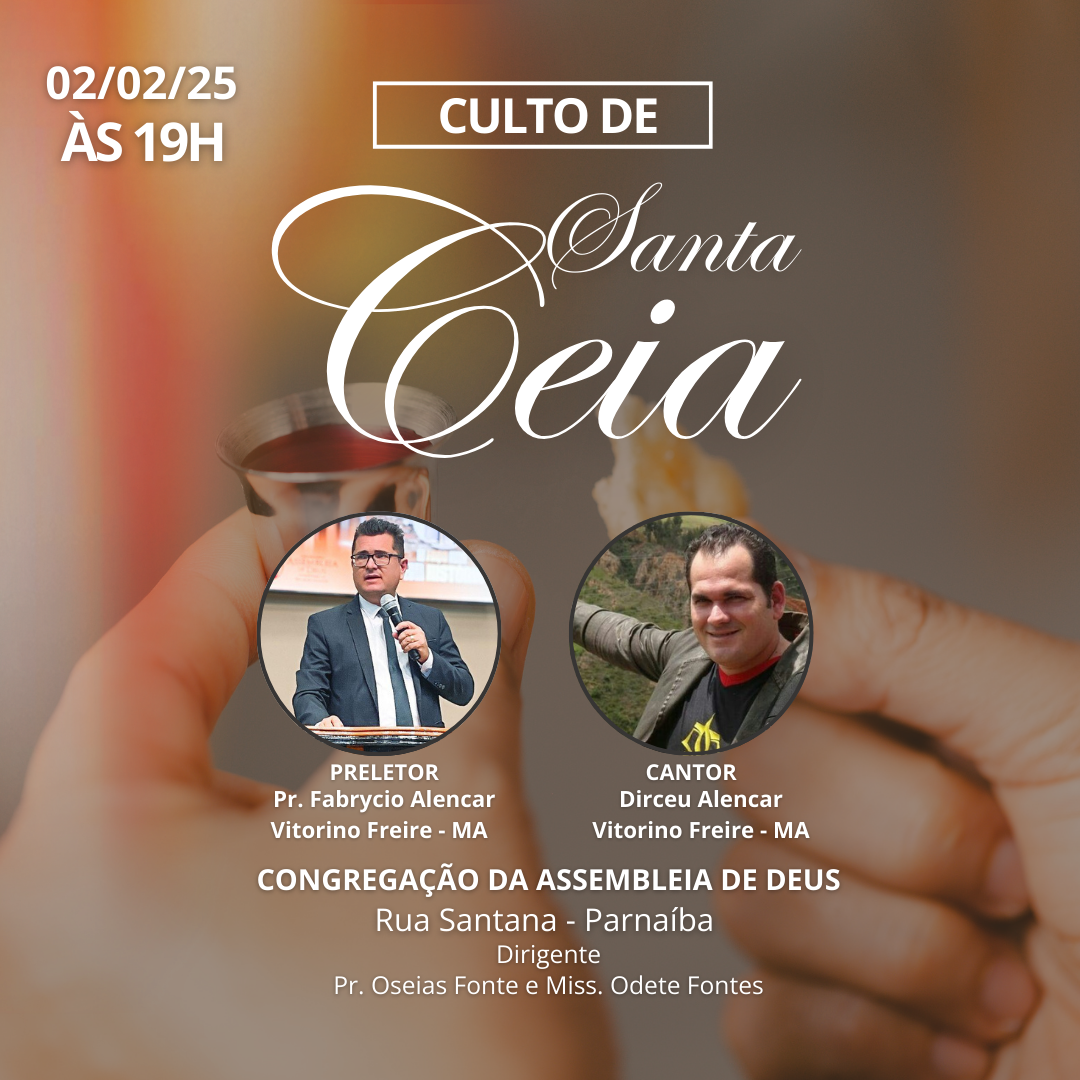 02/02/25
ÀS 19H
CULTO DE
Santa
Ceia
PRELETOR
Pr. Fabrycio Alencar
Vitorino Freire - MA
CANTOR
Dirceu Alencar
Vitorino Freire - MA
CONGREGAÇÃO DA ASSEMBLEIA DE DEUS
Rua Santana - Parnaíba
Dirigente
Pr. Oseias Fonte e Miss. Odete Fontes